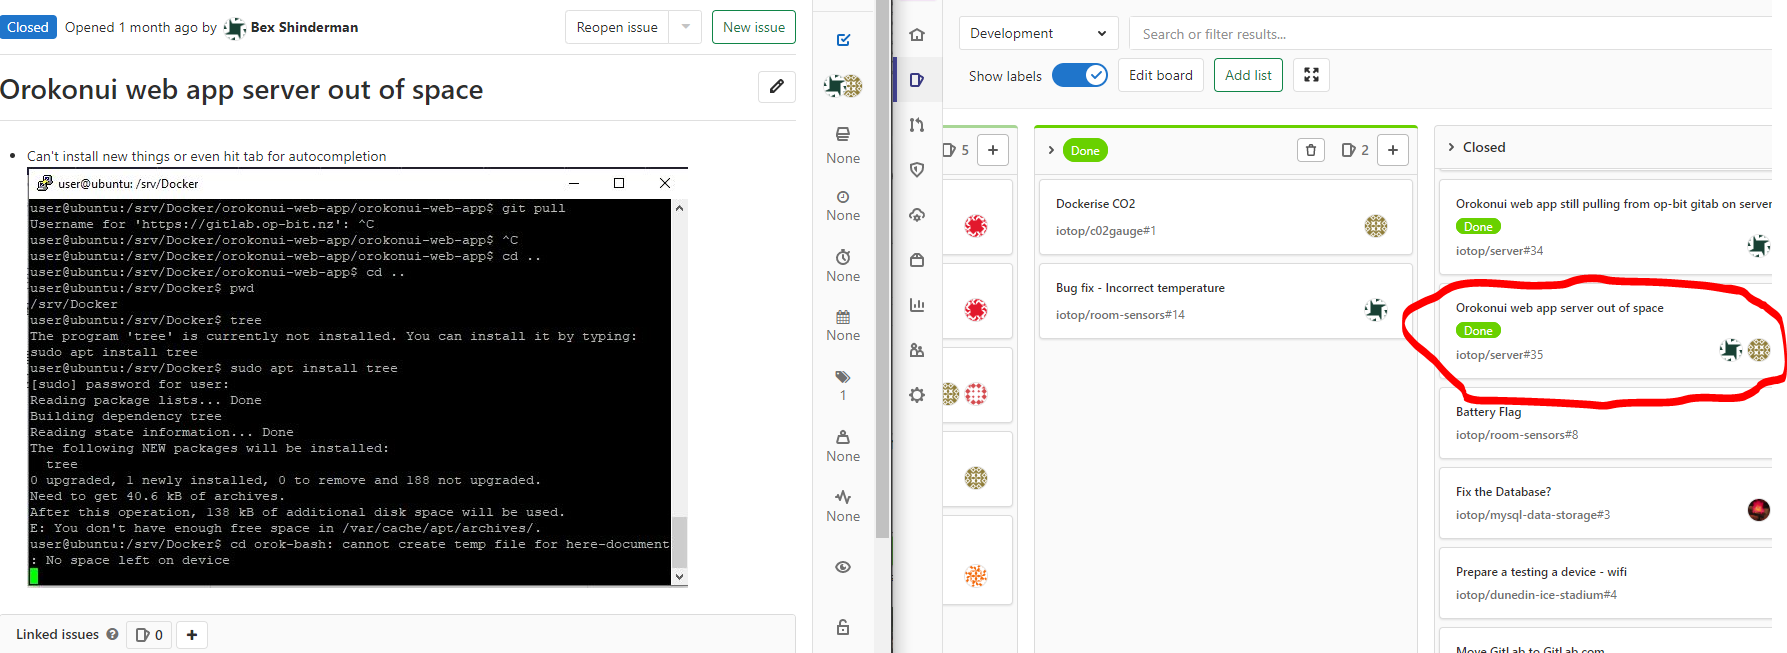 Closed Opened 1 month ago by Bex Shinderman Reopen issue New issue
Orokonui web app server out of space
Can't install new things or even hit tab for autocompletion
user@ubuntu: /srv/Docker
user@ubuntu:/srv/Docker/orokonui-web-app/orokonui-web-app$ git pull
Username for 'https://gitlab.op-bit.nz': ^C
user@ubuntu:/srv/Docker/orokonui-web-app/orokonui-web-app$ ^C
user@ubuntu:/srv/Docker/orokonui-web-app/orokonui-web-app$ cd ..
user@ubuntu:/srv/Docker/orokonui-web-app$ cd ..
user@ubuntu:/srv/Docker$ pwd
/srv/Docker
user@ubuntu:/srv/Docker$ tree
The program 'tree' is currently not installed. You can install it by typing:
sudo apt install tree
user@ubuntu:/srv/Docker$ sudo apt install tree
[sudo] password for user:
Reading package lists... Done
Building dependency tree
Reading state information... Done
The following NEW packages will be installed:
tree
0 upgraded, 1 newly installed, 0 to remove and 188 not upgraded.
Need to get 40.6 kB of archives.
After this operation, 138 kB of additional disk space will be used.
E: You don't have enough free space in /var/cache/apt/archives/.
user@ubuntu:/srv/Docker$ cd orok-bash: cannot create temp file for here-document
: No space left on device
Linked issues 0
None
None
None
None
1
None
None
Development Search or filter results...
Show labels Edit board Add list
5
Done 2
Dockerise CO2
iotop/c02gauge#1
Bug fix - Incorrect temperature
iotop/room-sensors#14
Closed
Orokonui web app still pulling from op-bit gitab on server
Done
iotop/server#34
Orokonui web app server out of space
Done
iotop/server#35
Battery Flag
iotop/room-sensors#8
Fix the Database?
iotop/mysql-data-storage#3
Prepare a testing a device - wifi
iotop/dunedin-ice-stadium#4
Move GitLab to GitLab.com